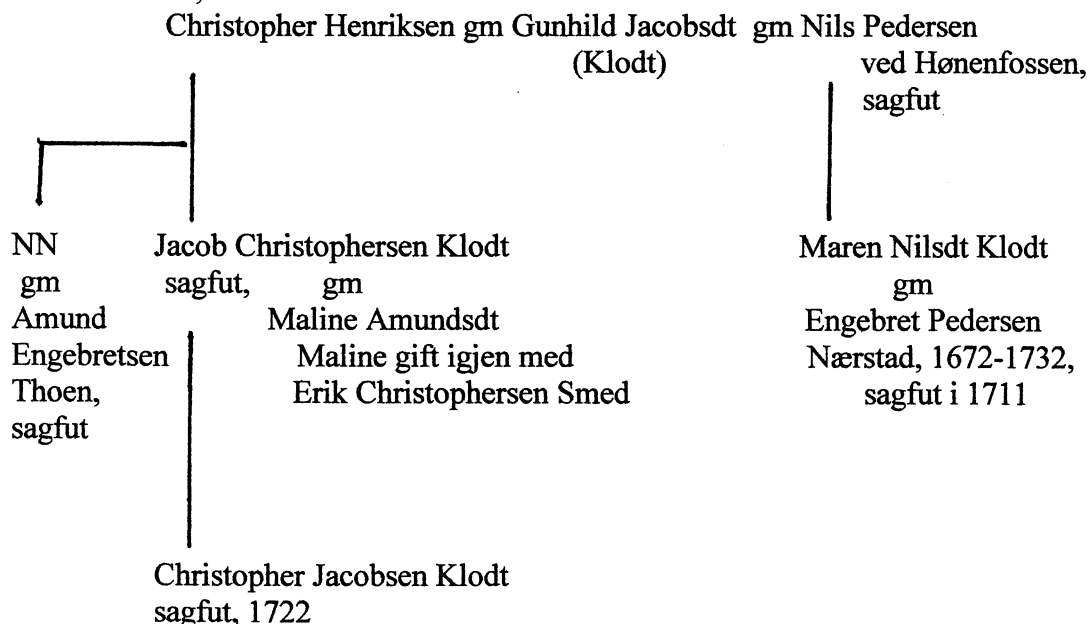 Christopher Henriksen gm Gunhild Jacobsdt gm Nils Pedersen
(Klodt) ved Hønenfossen,
sagfut
NN
gm
Amund
Engebretsen
Thoen,
sagfut
Jacob Christophersen Klodt
sagfut, gm
Maline Amundsdt
Maline gift igjen med
Erik Christophersen Smed
Maren Nilsdt Klodt
gm
Engebret Pedersen
Nærstad, 1672-1732,
sagfut i 1711
Christopher Jacobsen Klodt
sagfut, 1722